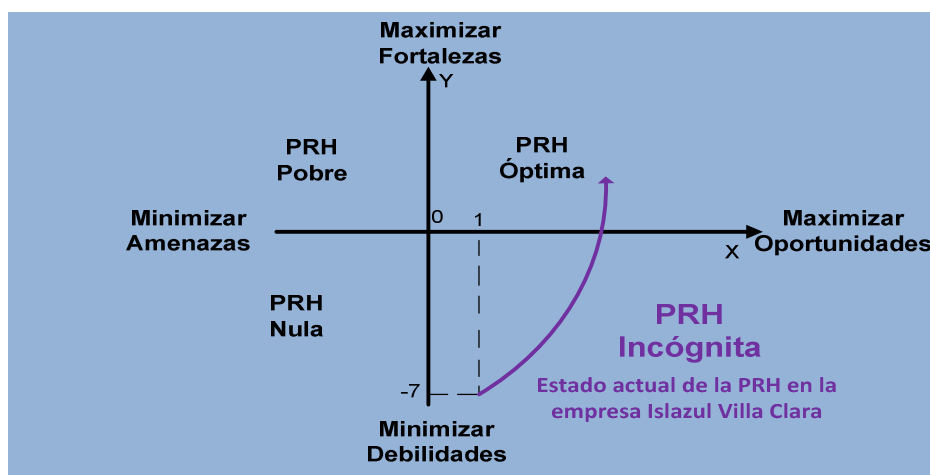 Maximizar
Fortalezas
Y
PRH
Pobre
PRH
Óptima
Minimizar
Amenazas
0
1
Maximizar
Oportunidades
X
PRH
Nula
PRH
Incógnita
Estado actual de la PRH en la
empresa Islazul Villa Clara
-7
Minimizar
Debilidades